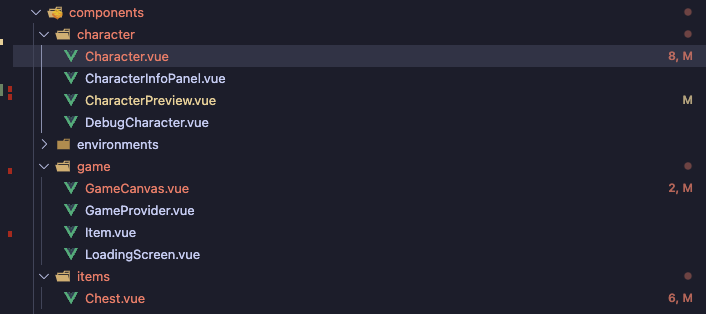 components
character
Character.vue 8, M
CharacterInfoPanel.vue
CharacterPreview.vue M
DebugCharacter.vue
environments
game
GameCanvas.vue 2, M
GameProvider.vue
Item.vue
LoadingScreen.vue
items
Chest.vue 6, M